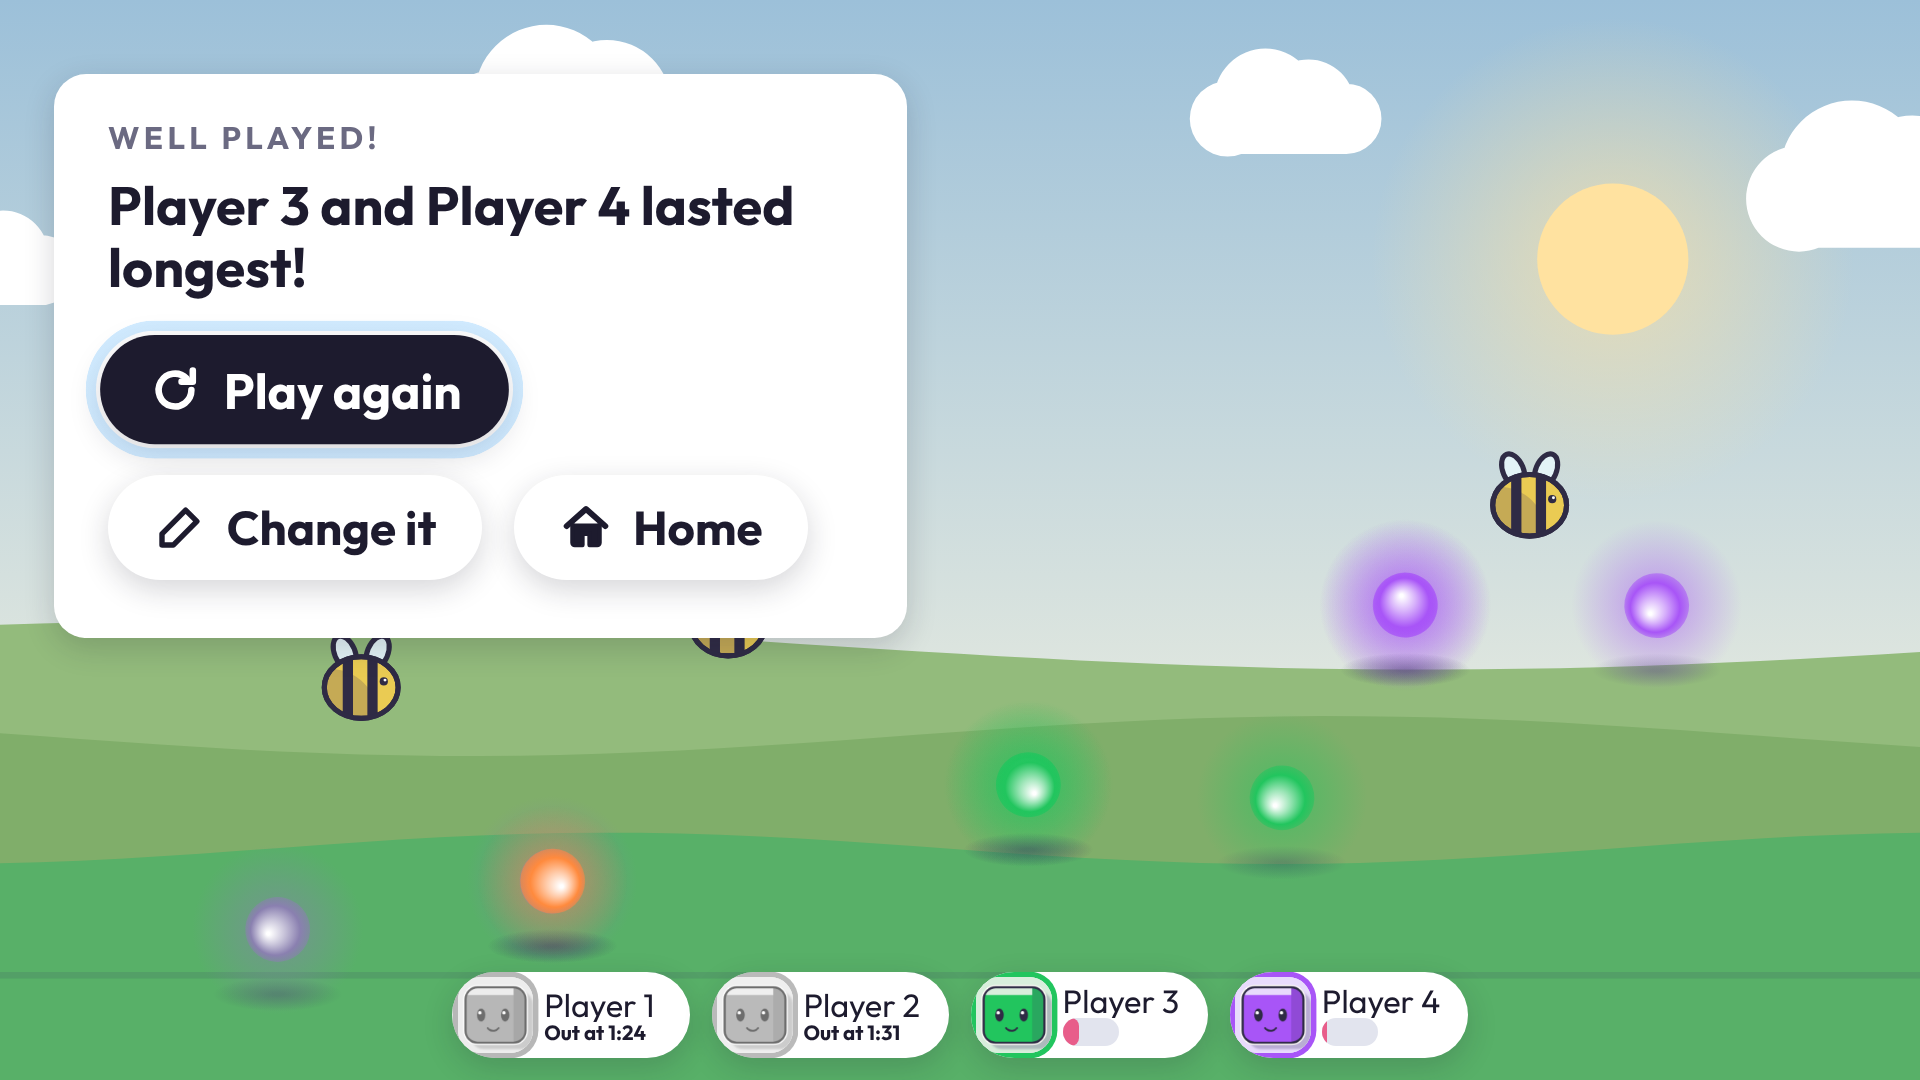 WELL PLAYED!
Player 3 and Player 4 lasted
longest!
Play again
Change it
Home
Player 1
Out at 1:24
Player 2
Out at 1:31
Player 3
Player 4